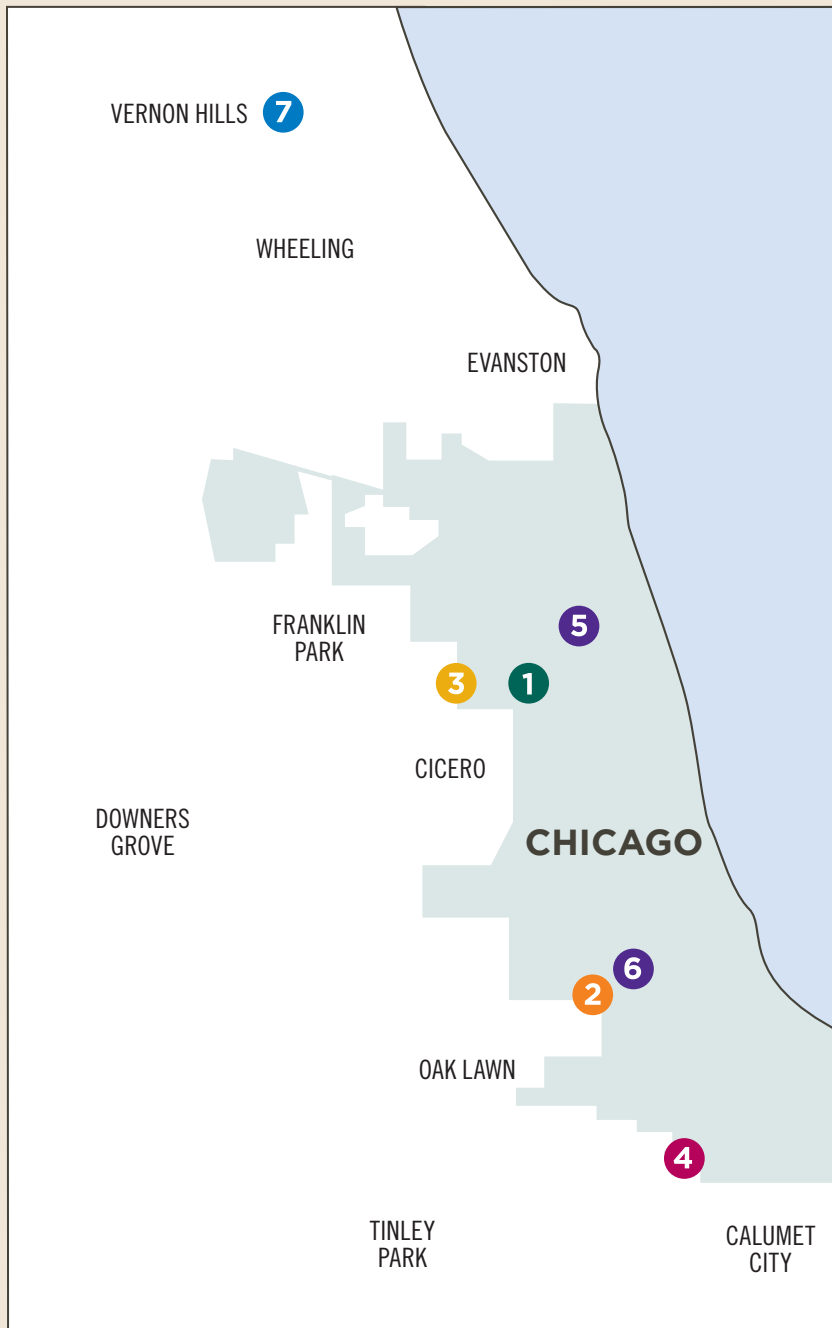 VERNON HILLS 7
WHEELING
EVANSTON
5
FRANKLIN
PARK
3
1
CICERO
DOWNERS
GROVE
CHICAGO
6
2
OAK LAWN
4
TINLEY
PARK
CALUMET
CITY